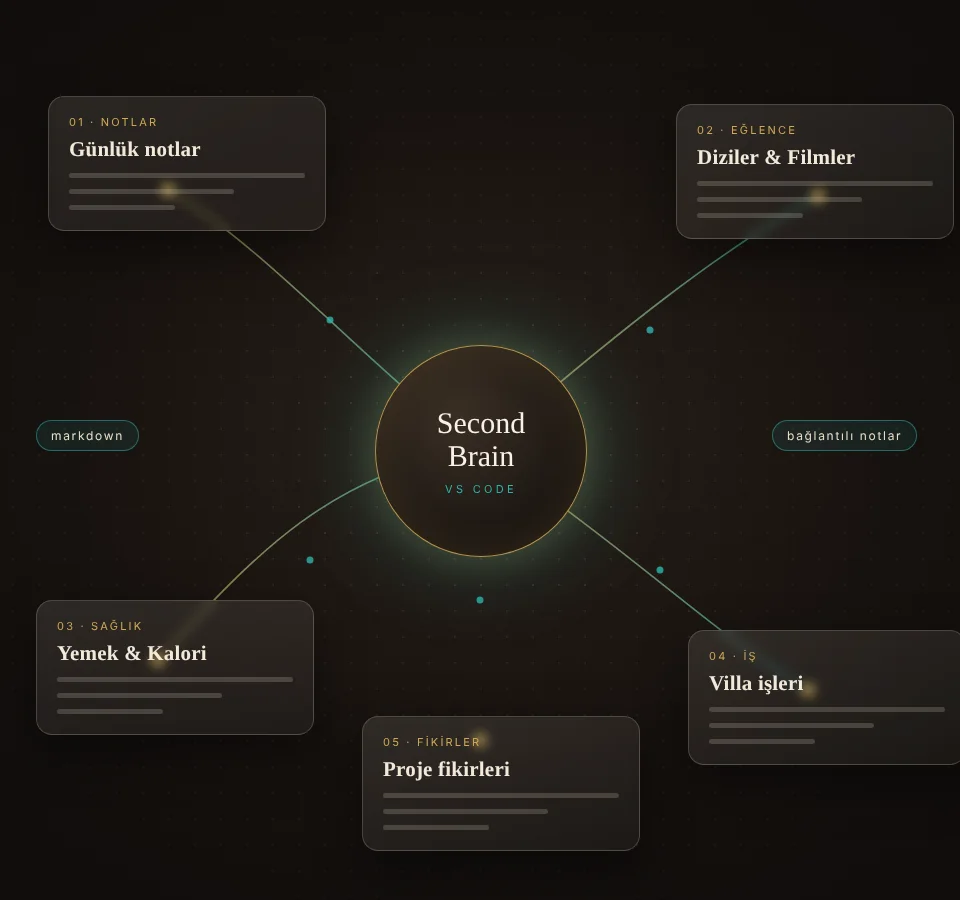 01 · NOTLAR
Günlük notlar
02 · EĞLENCE
Diziler & Filmler
Second
Brain
VS CODE
markdown
bağlantılı notlar
03 · SAĞLIK
Yemek & Kalori
04 · İŞ
Villa işleri
05 · FİKİRLER
Proje fikirleri